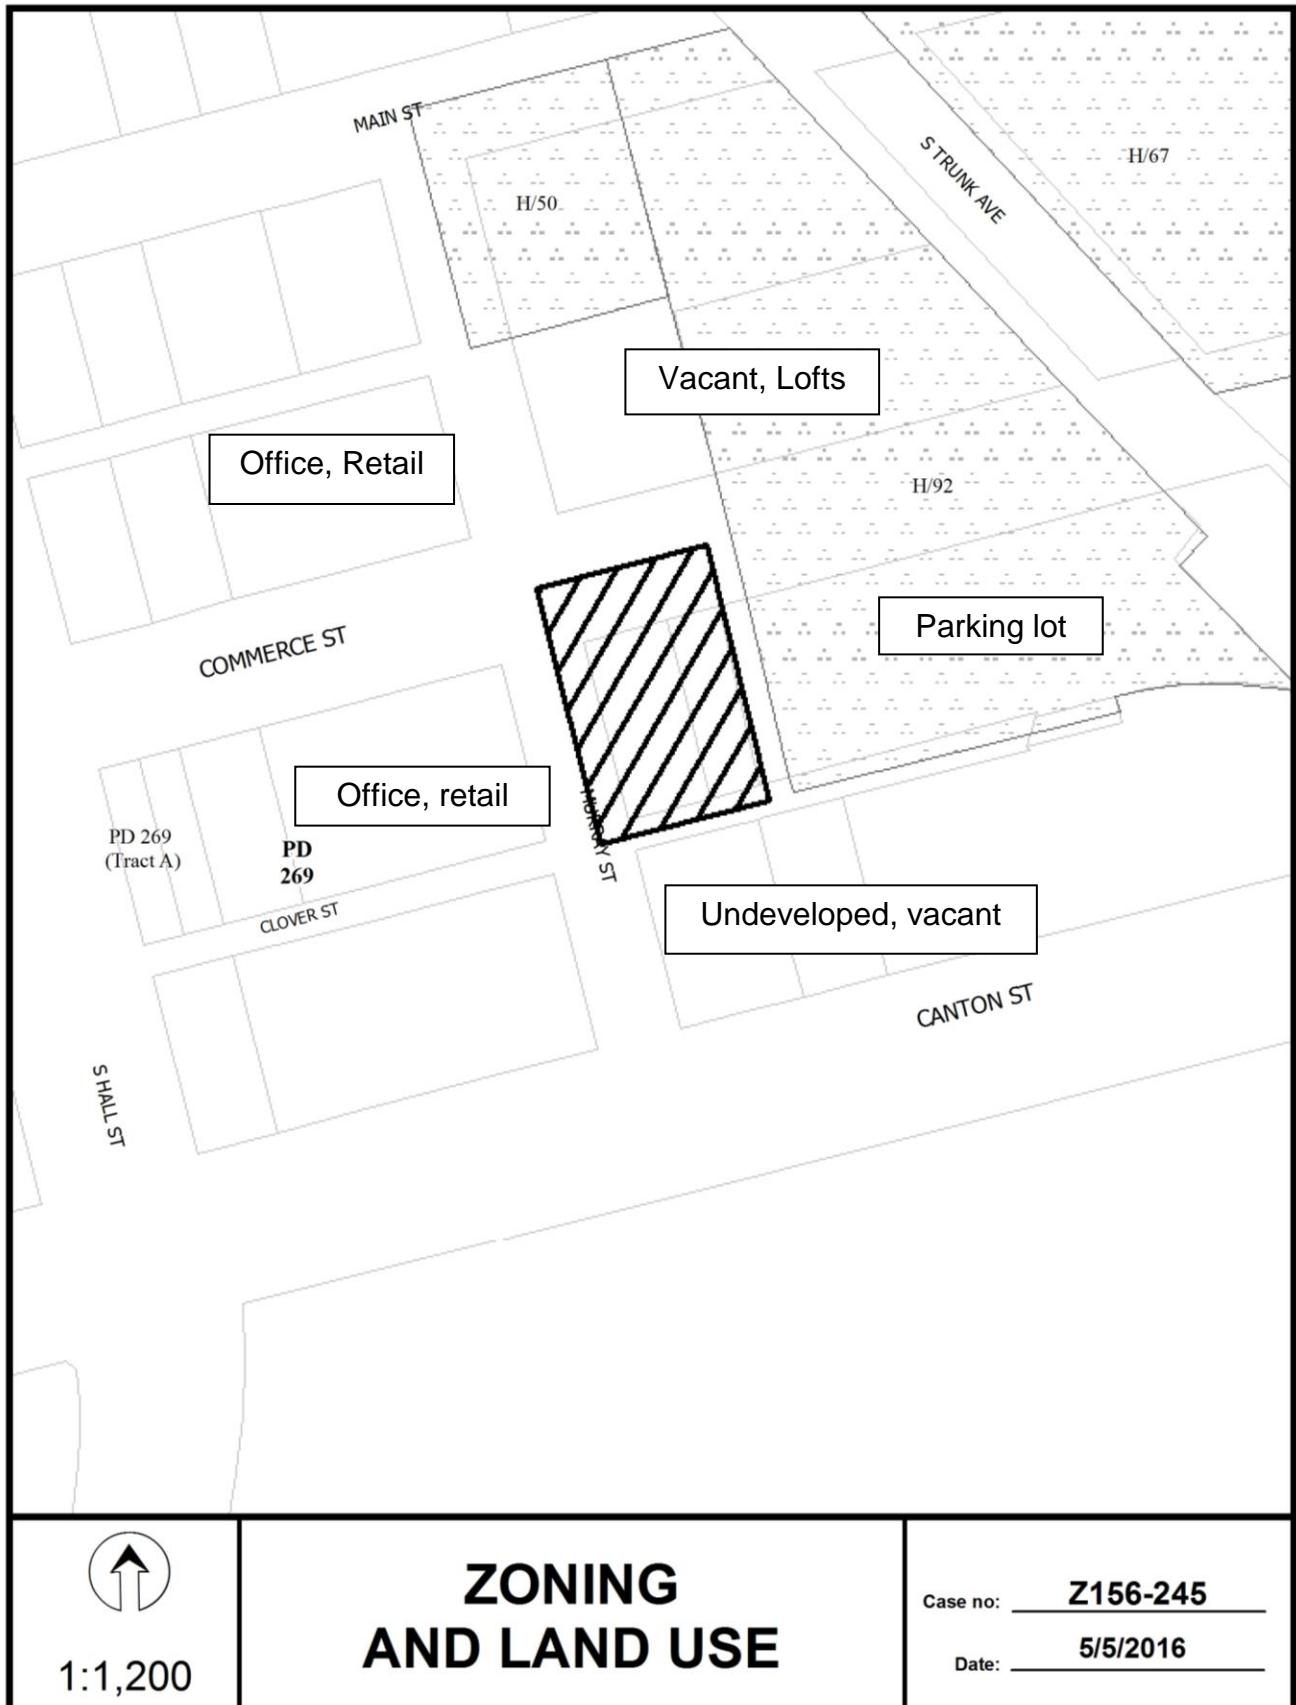 MAIN ST
S TRUNK AVE
H/67
H/50
Vacant, Lofts
Office, Retail
H/92
Parking lot
COMMERCE ST
Office, retail
MURRAY ST
PD 269
(Tract A)
PD
269
CLOVER ST
Undeveloped, vacant
CANTON ST
S HALL ST
1:1,200
ZONING
AND LAND USE
Case no: Z156-245
Date: 5/5/2016